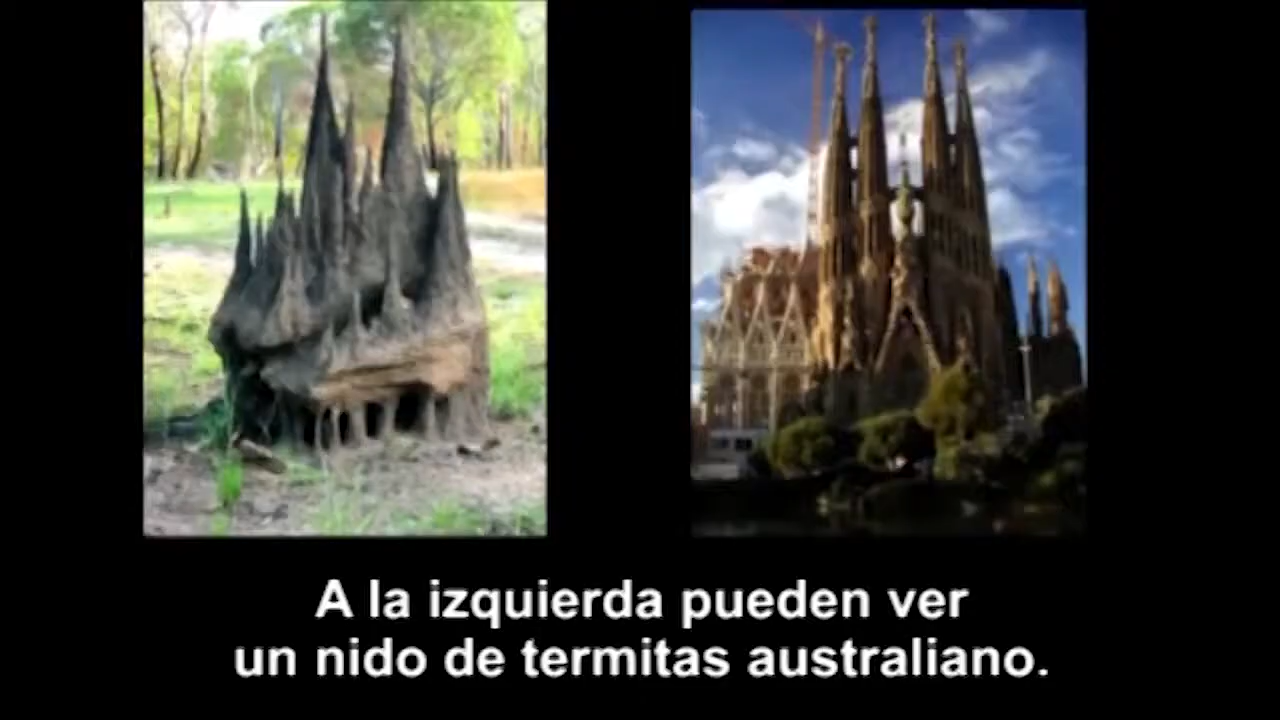 A la izquierda pueden ver
un nido de termitas australiano.